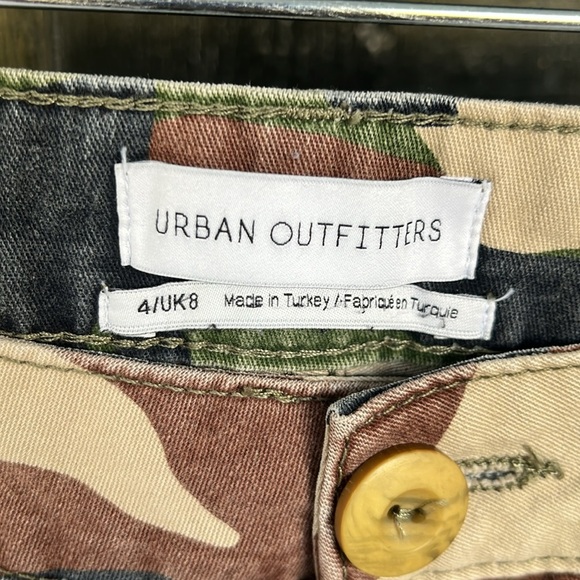 URBAN OUTFITTERS
4/UK8 Made in Turkey / Fabriqué en Turquie